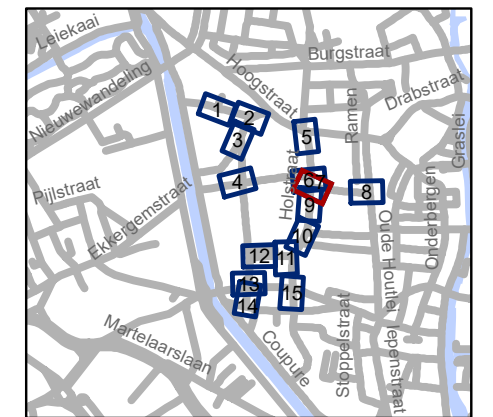 Leiekaai
Burgstraat
Hoogstraat
Nieuwewandeling
Drabstraat
Ramen
Graslei
1
2
3
5
4
Pijlstraat
Ekkergemstraat
Holstraat
6
7
8
9
Onderbergen
Oude Houtlei
10
12
11
13
14
15
Martelaarslaan
Coupure
Stoppelstraat
Iepenstraat